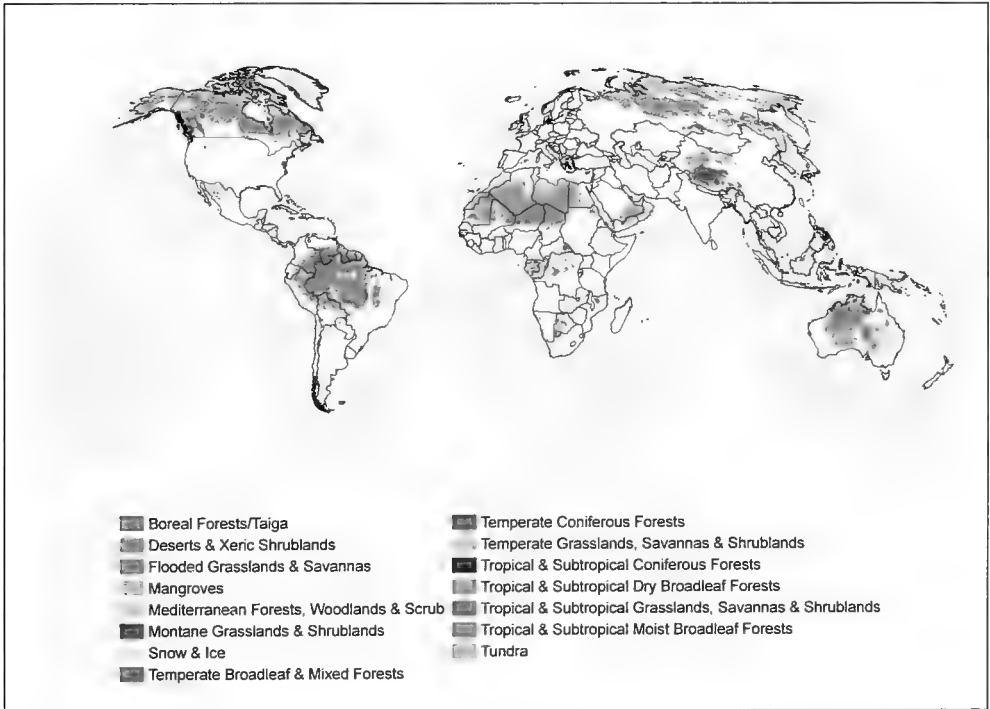 Boreal Forests/Taiga
Deserts & Xeric Shrublands
Flooded Grasslands & Savannas
Mangroves
Mediterranean Forests, Woodlands & Scrub
Montane Grasslands & Shrublands
Snow & Ice
Temperate Broadleaf & Mixed Forests
Temperate Coniferous Forests
Temperate Grasslands, Savannas & Shrublands
Tropical & Subtropical Coniferous Forests
Tropical & Subtropical Dry Broadleaf Forests
Tropical & Subtropical Grasslands, Savannas & Shrublands
Tropical & Subtropical Moist Broadleaf Forests
Tundra